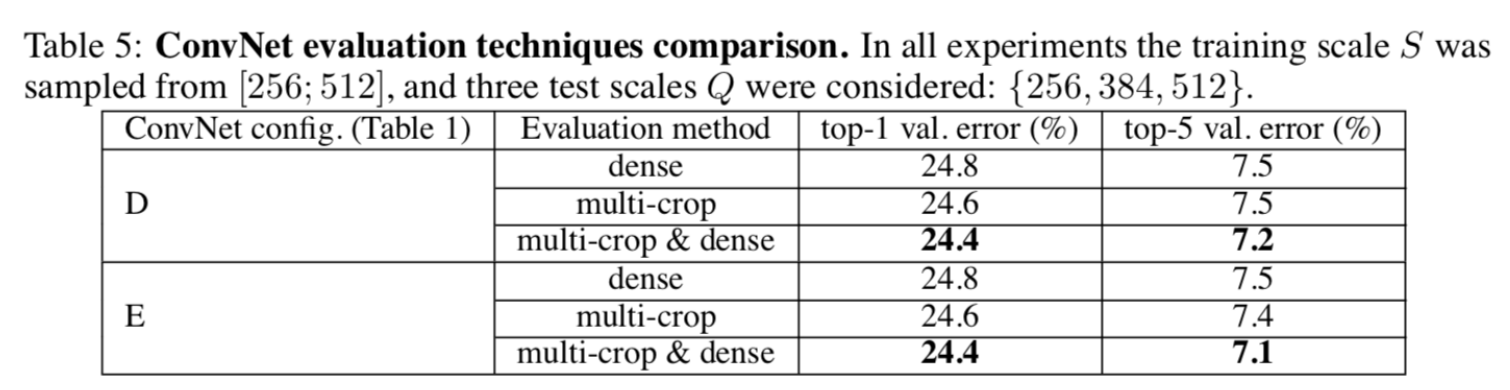 Table 5: ConvNet evaluation techniques comparison. In all experiments the training scale S was
sampled from [256; 512], and three test scales Q were considered: {256, 384, 512}.
ConvNet config. (Table 1) Evaluation method top-1 val. error (%) top-5 val. error (%)
dense 24.8 7.5
D multi-crop 24.6 7.5
multi-crop & dense 24.4 7.2
dense 24.8 7.5
E multi-crop 24.6 7.4
multi-crop & dense 24.4 7.1